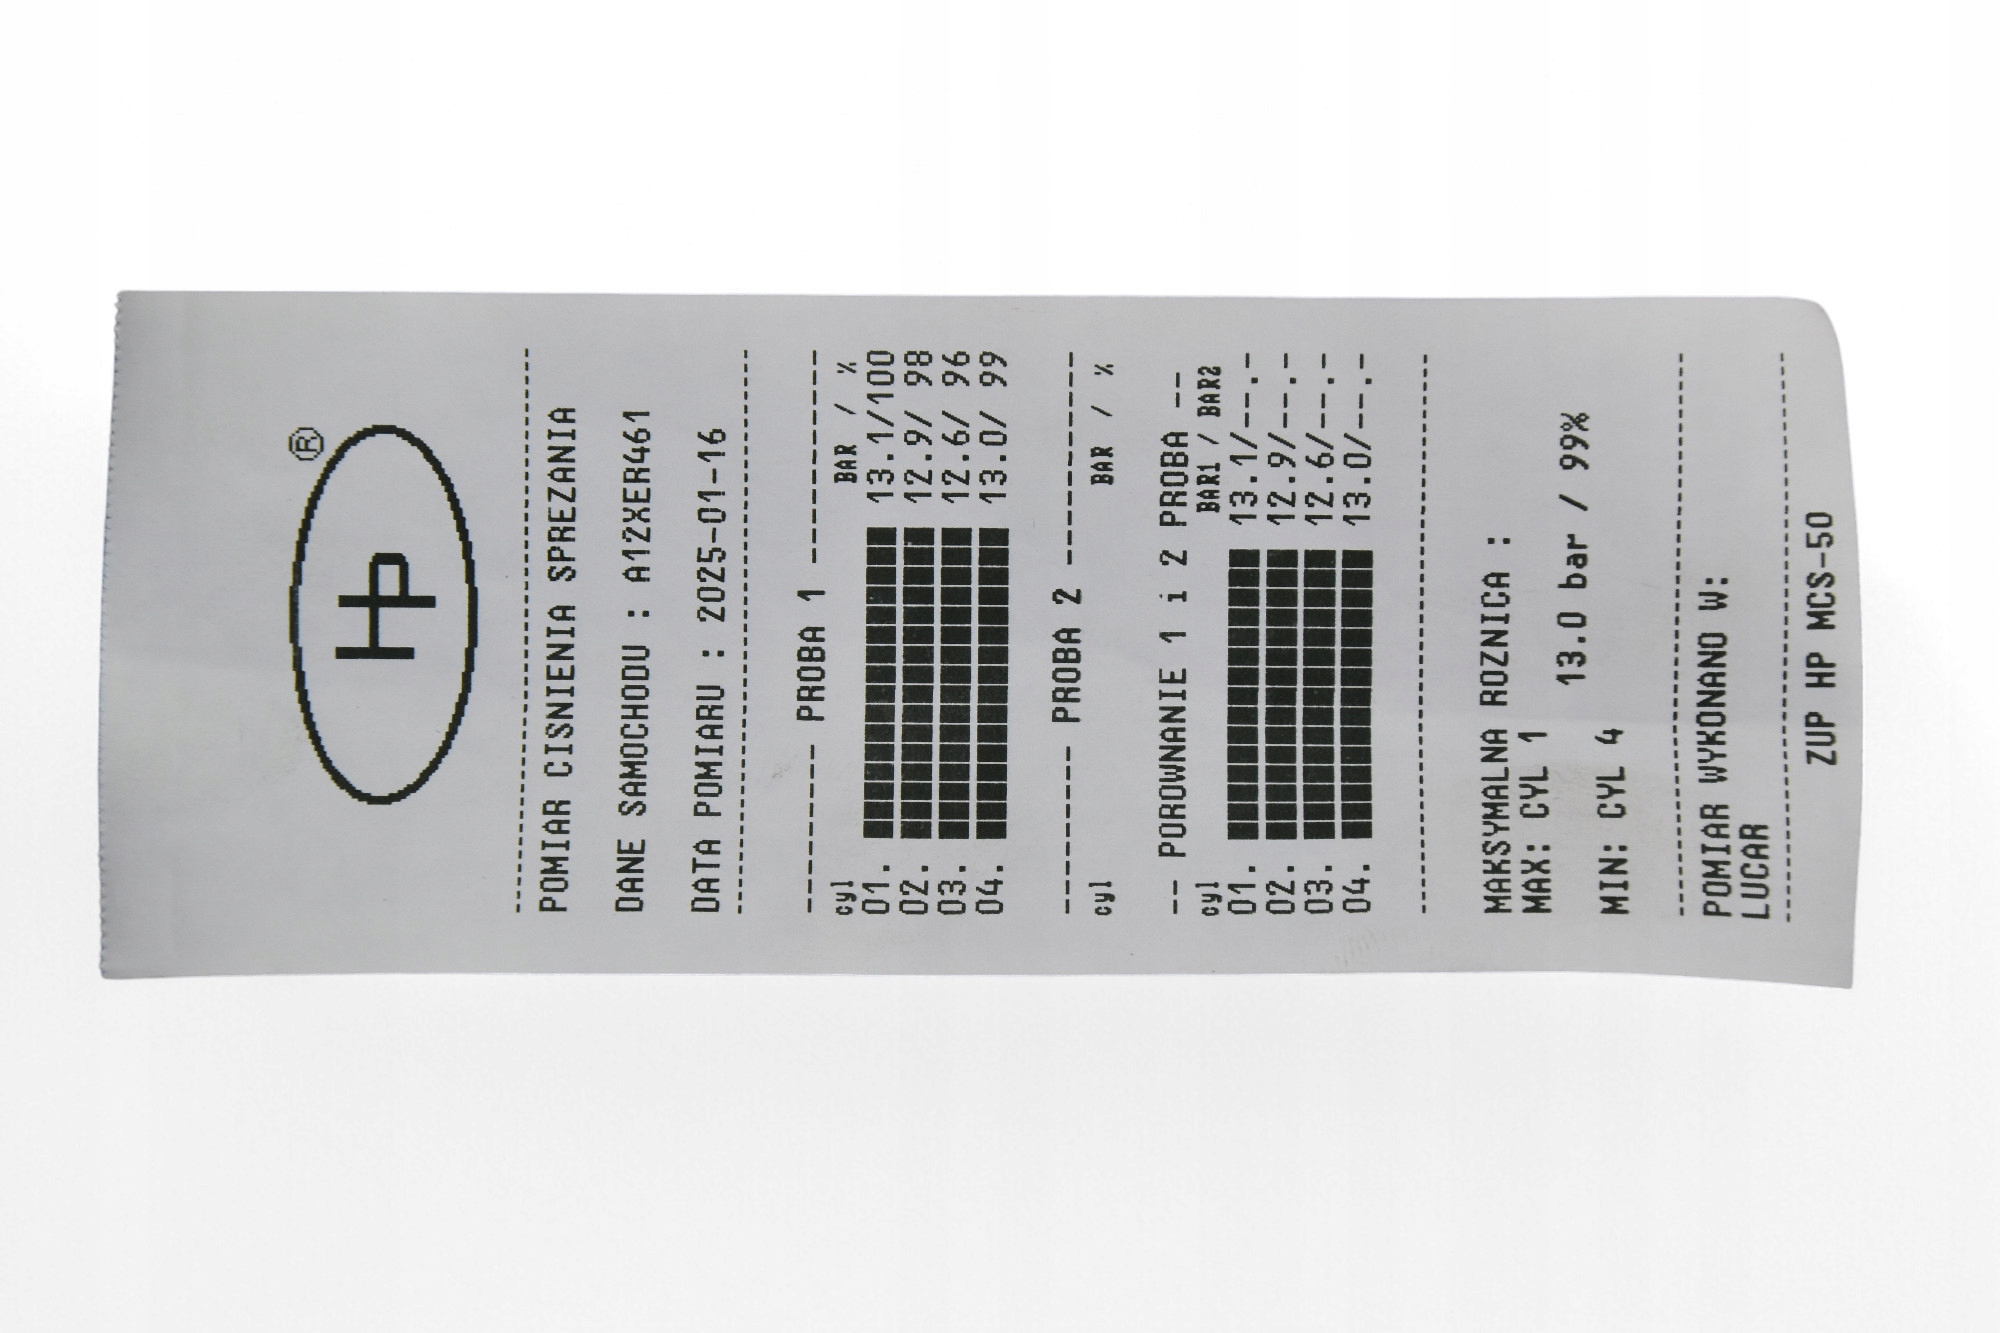 ®
HP
POMIAR CISNIENIA SPREZANIA
DANE SAMOCHODU : A12XER461
DATA POMIARU : 2025-01-16
------- PROBA 1 ---------
cyl BAR / %
01. 13.1/100
02. 12.9/ 98
03. 12.6/ 96
04. 13.0/ 99
------- PROBA 2 ---------
cyl BAR / %
-- POROWNANIE 1 i 2 PROBA --
cyl BAR1 / BAR2
01. 13.1/--.-
02. 12.9/--.-
03. 12.6/--.-
04. 13.0/--.-
MAKSYMALNA ROZNICA :
MAX: CYL 1
13.0 bar / 99%
MIN: CYL 4
POMIAR WYKONANO W:
LUCAR
ZUP HP MCS-50